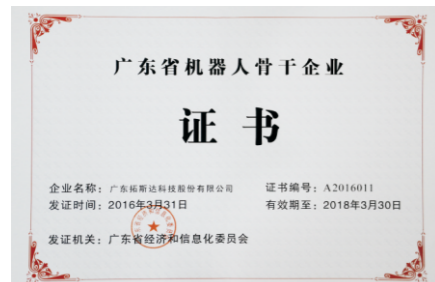 广东省机器人骨干企业
证 书
企业名称：广东拓斯达科技股份有限公司 证书编号：A2016011
发证时间：2016年3月31日 有效期至：2018年3月30日
发证机关：广东省经济和信息化委员会